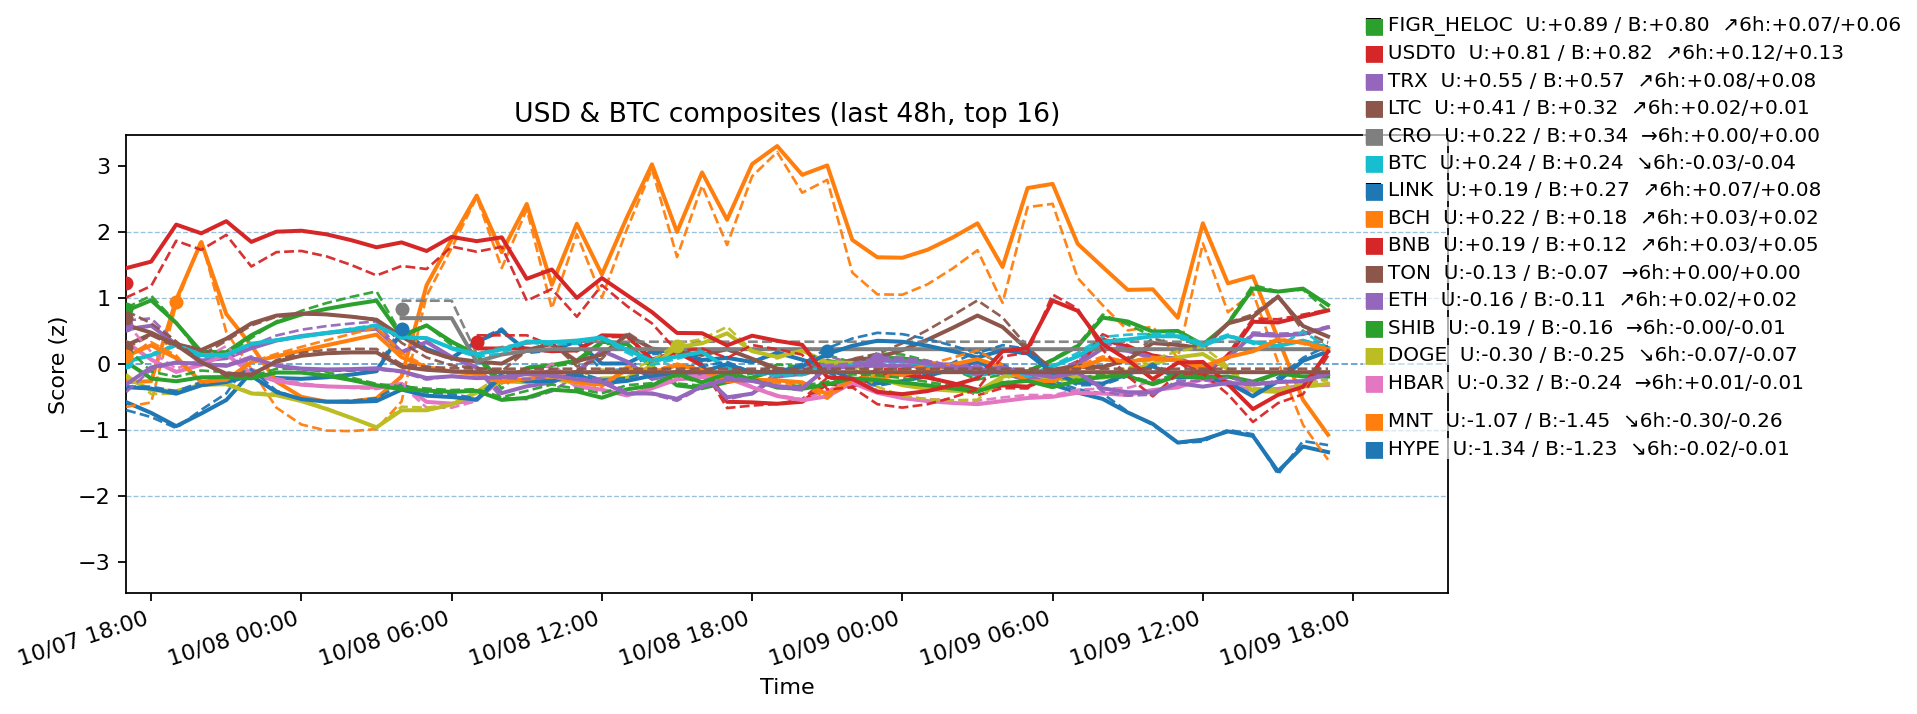 FIGR_HELOC U:+0.89 / B:+0.80 ↗6h:+0.07/+0.06
USDT0 U:+0.81 / B:+0.82 ↗6h:+0.12/+0.13
TRX U:+0.55 / B:+0.57 ↗6h:+0.08/+0.08
LTC U:+0.41 / B:+0.32 ↗6h:+0.02/+0.01
CRO U:+0.22 / B:+0.34 →6h:+0.00/+0.00
BTC U:+0.24 / B:+0.24 ↘6h:-0.03/-0.04
LINK U:+0.19 / B:+0.27 ↗6h:+0.07/+0.08
BCH U:+0.22 / B:+0.18 ↗6h:+0.03/+0.02
BNB U:+0.19 / B:+0.12 ↗6h:+0.03/+0.05
TON U:-0.13 / B:-0.07 →6h:+0.00/+0.00
ETH U:-0.16 / B:-0.11 ↗6h:+0.02/+0.02
SHIB U:-0.19 / B:-0.16 →6h:-0.00/-0.01
DOGE U:-0.30 / B:-0.25 ↘6h:-0.07/-0.07
HBAR U:-0.32 / B:-0.24 →6h:+0.01/-0.01
MNT U:-1.07 / B:-1.45 ↘6h:-0.30/-0.26
HYPE U:-1.34 / B:-1.23 ↘6h:-0.02/-0.01
USD & BTC composites (last 48h, top 16)
Score (z)
3
2
1
0
−1
−2
−3
10/07 18:00
10/08 00:00
10/08 06:00
10/08 12:00
10/08 18:00
10/09 00:00
10/09 06:00
10/09 12:00
10/09 18:00
Time